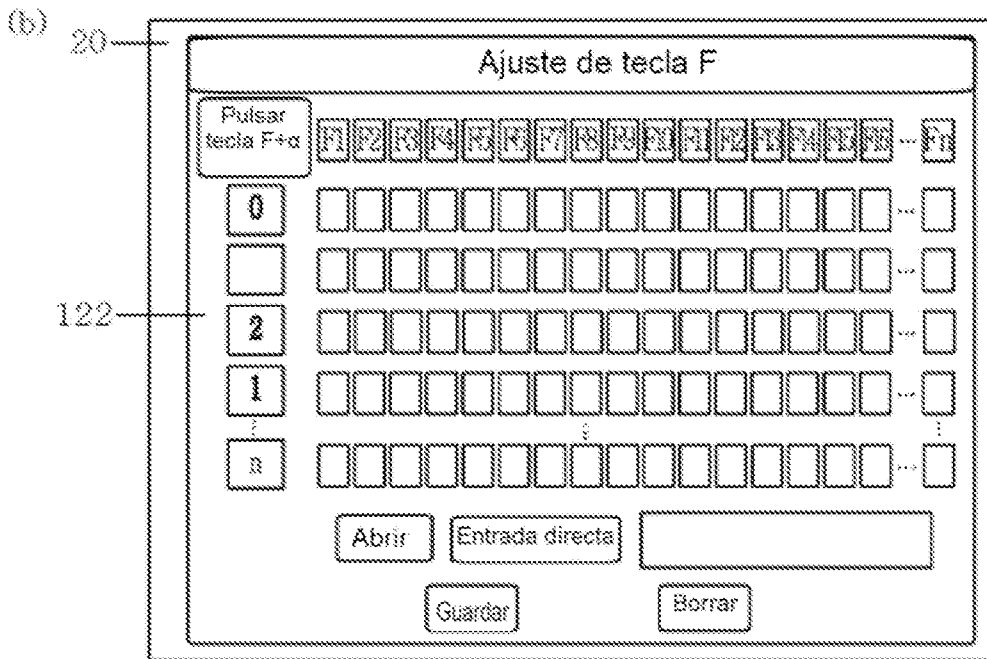 (b)
20
Ajuste de tecla F
Pulsar
tecla F+α
F1 F2 F3 F4 F5 F6 F7 F8 F9 F10 F11 F12 F13 F14 F15 F16 ... Fn
0 ...
...
122
2 ...
1 ...
n ...
Abrir Entrada directa
Guardar Borrar